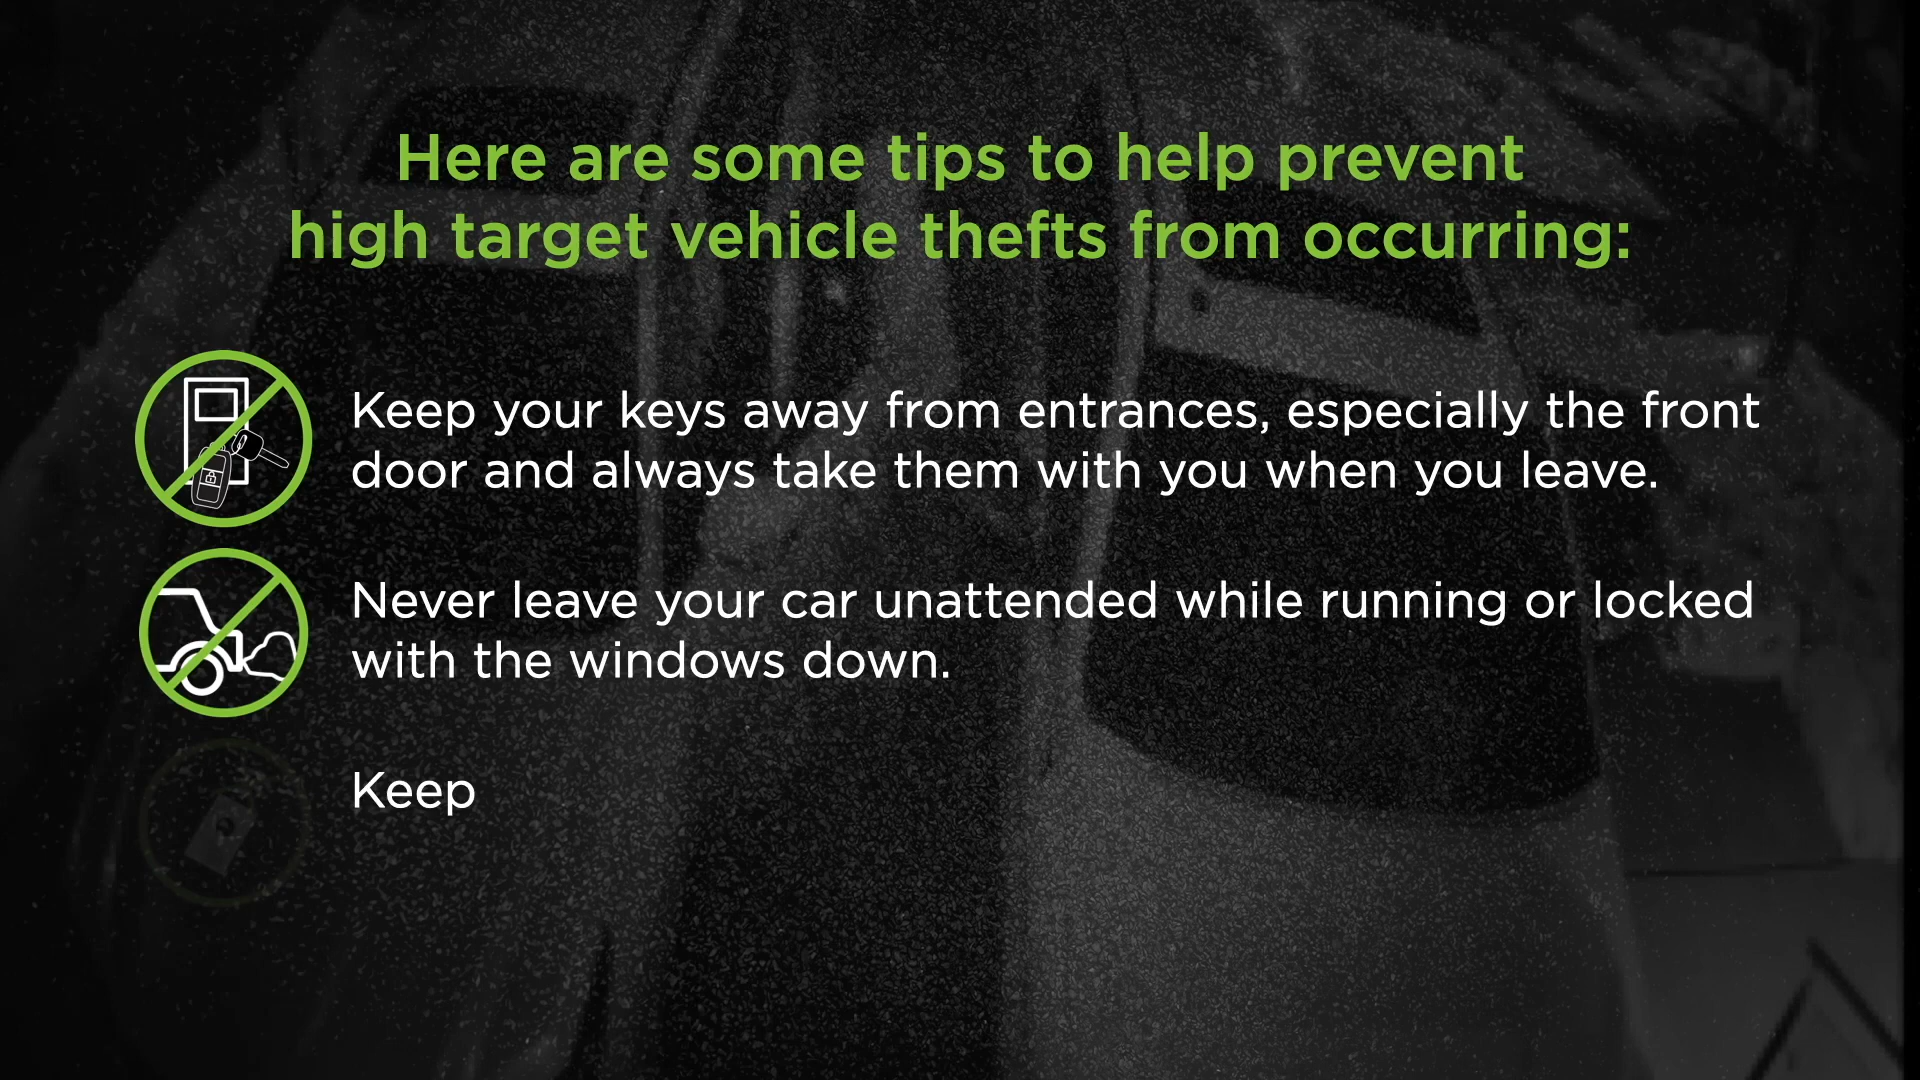 Here are some tips to help prevent
high target vehicle thefts from occurring:
Keep your keys away from entrances, especially the front
door and always take them with you when you leave.
Never leave your car unattended while running or locked
with the windows down.
Keep